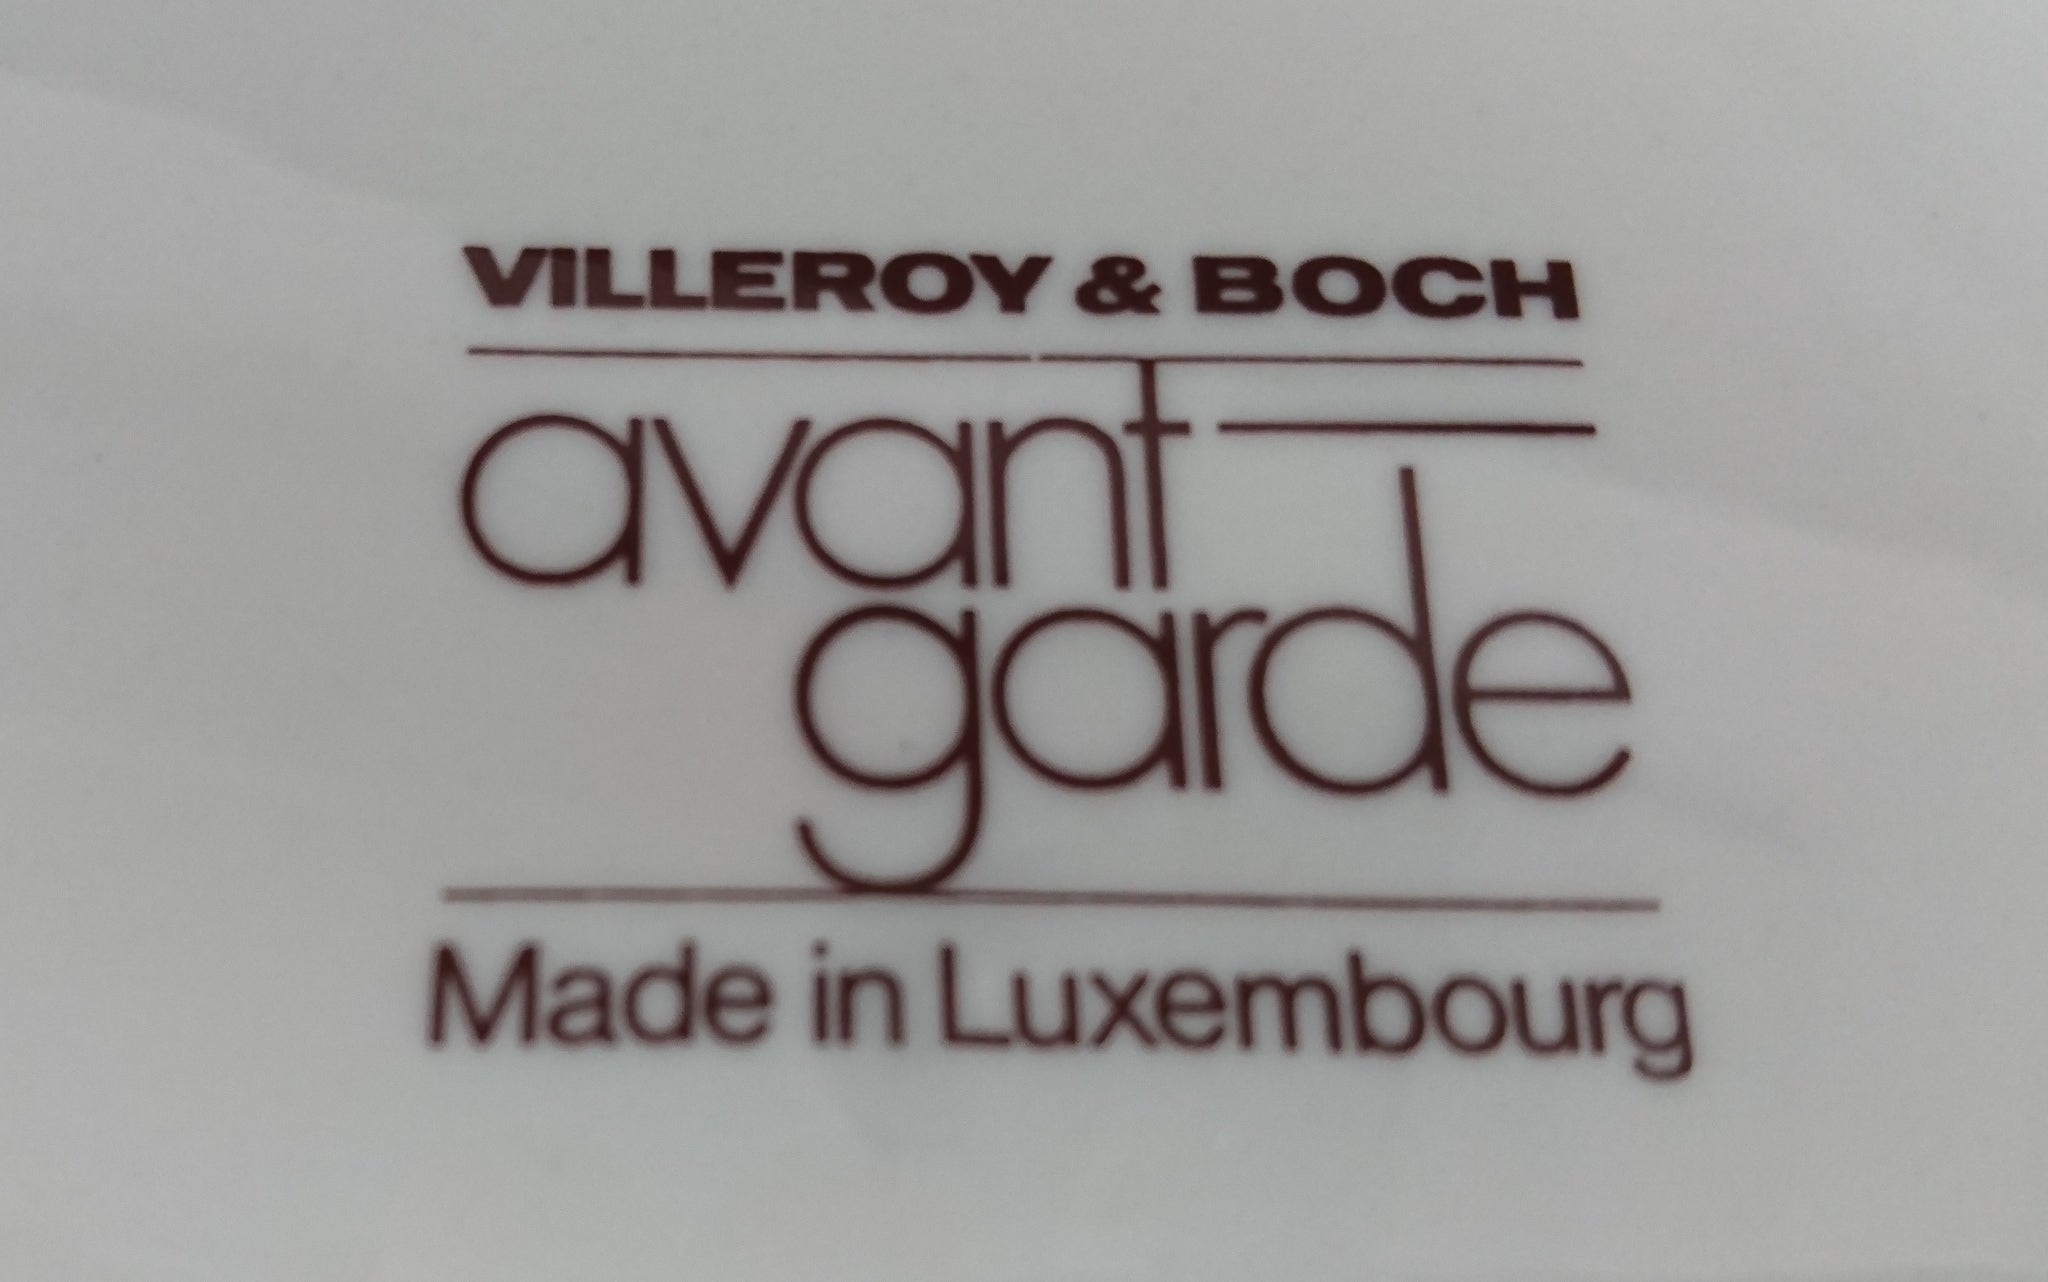 VILLEROY & BOCH
avant
garde
Made in Luxembourg